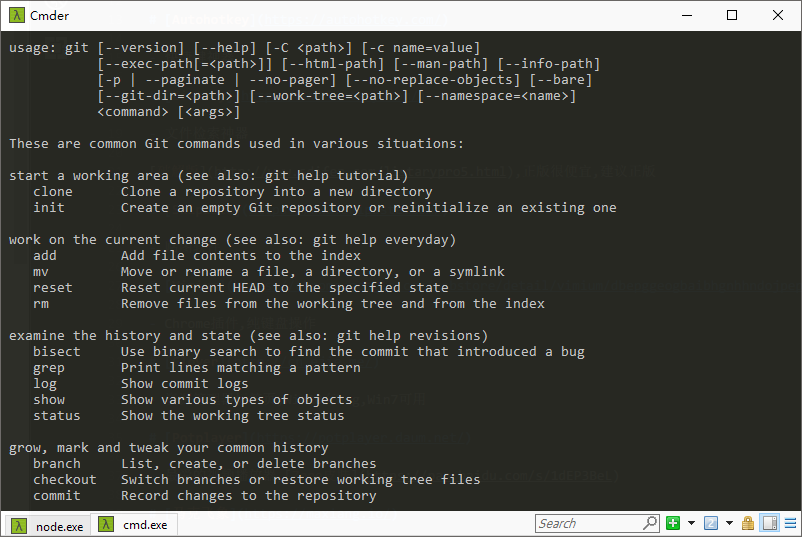 Cmder
usage: git [--version] [--help] [-C <path>] [-c name=value]
           [--exec-path[=<path>]] [--html-path] [--man-path] [--info-path]
           [-p | --paginate | --no-pager] [--no-replace-objects] [--bare]
           [--git-dir=<path>] [--work-tree=<path>] [--namespace=<name>]
           <command> [<args>]
These are common Git commands used in various situations:
start a working area (see also: git help tutorial)
   clone      Clone a repository into a new directory
   init       Create an empty Git repository or reinitialize an existing one
work on the current change (see also: git help everyday)
   add        Add file contents to the index
   mv         Move or rename a file, a directory, or a symlink
   reset      Reset current HEAD to the specified state
   rm         Remove files from the working tree and from the index
examine the history and state (see also: git help revisions)
   bisect     Use binary search to find the commit that introduced a bug
   grep       Print lines matching a pattern
   log        Show commit logs
   show       Show various types of objects
   status     Show the working tree status
grow, mark and tweak your common history
   branch     List, create, or delete branches
   checkout   Switch branches or restore working tree files
   commit     Record changes to the repository
λ node.exe λ cmd.exe Search